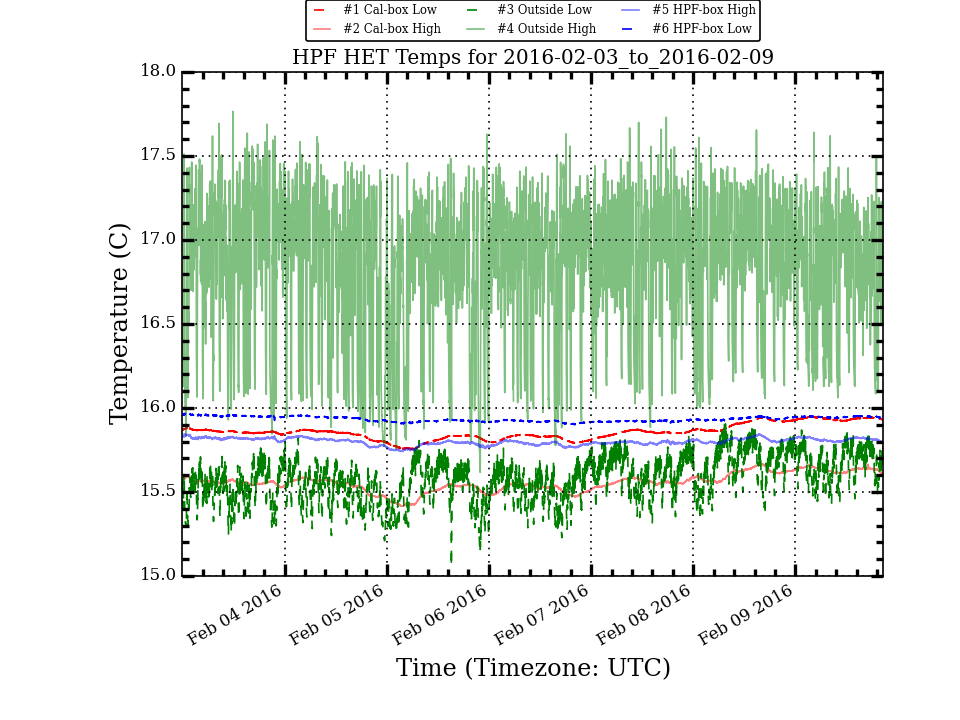 #1 Cal-box Low #3 Outside Low #5 HPF-box High
#2 Cal-box High #4 Outside High #6 HPF-box Low
HPF HET Temps for 2016-02-03_to_2016-02-09
18.0
17.5
17.0
16.5
16.0
15.5
15.0
Temperature (C)
Feb 04 2016 Feb 05 2016 Feb 06 2016 Feb 07 2016 Feb 08 2016 Feb 09 2016
Time (Timezone: UTC)